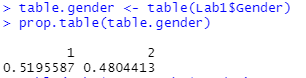 > table.gender <- table(Lab1$Gender)
> prop.table(table.gender)
1 2
0.5195587 0.4804413